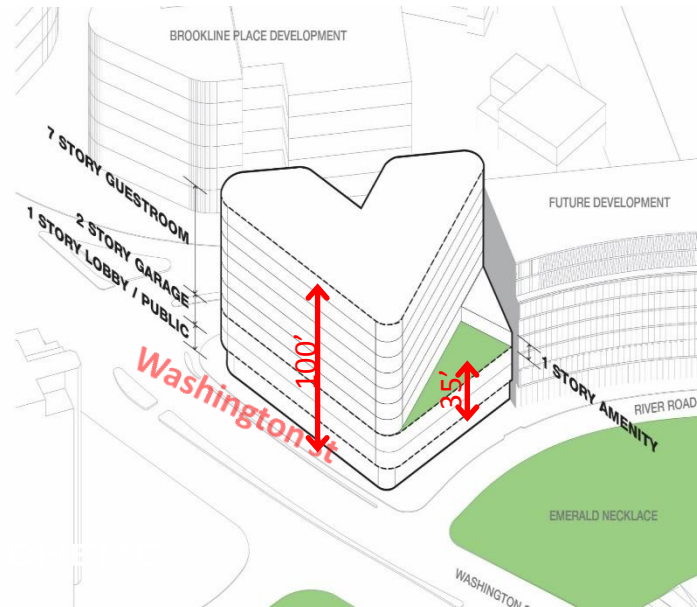 BROOKLINE PLACE DEVELOPMENT
7 STORY GUESTROOM
2 STORY GARAGE
1 STORY LOBBY / PUBLIC
FUTURE DEVELOPMENT
100'
35'
Washington st
1 STORY AMENITY
RIVER ROAD
EMERALD NECKLACE
WASHINGTON